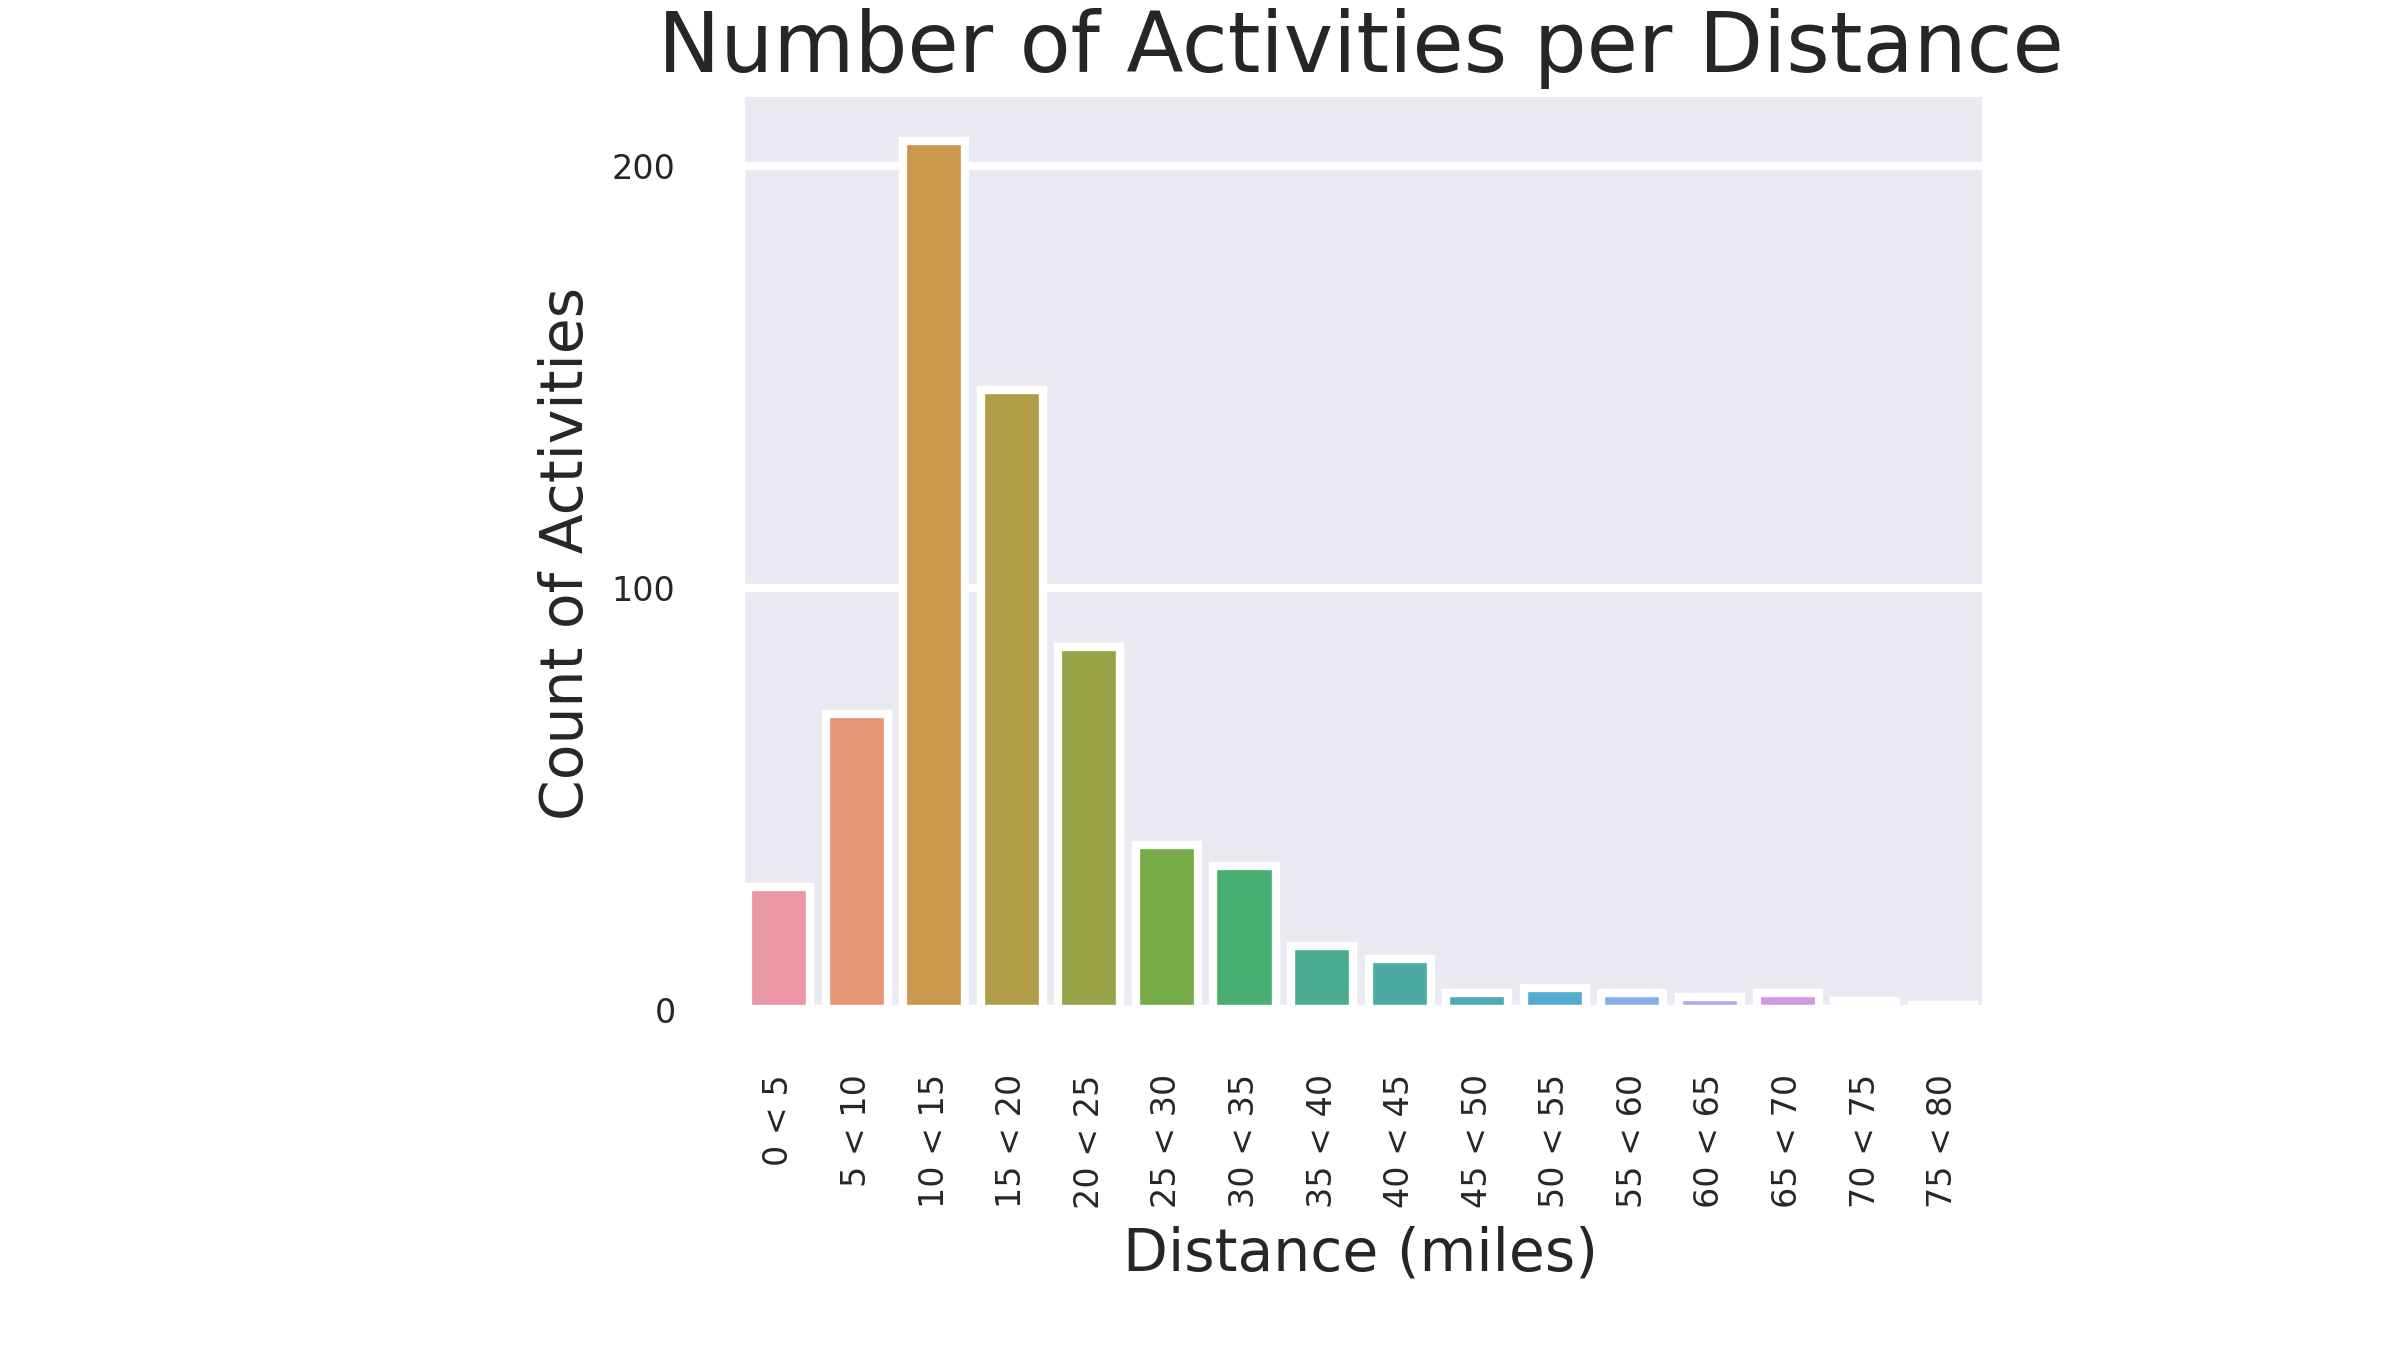 Number of Activities per Distance
Count of Activities
200
100
0
0 < 5
5 < 10
10 < 15
15 < 20
20 < 25
25 < 30
30 < 35
35 < 40
40 < 45
45 < 50
50 < 55
55 < 60
60 < 65
65 < 70
70 < 75
75 < 80
Distance (miles)